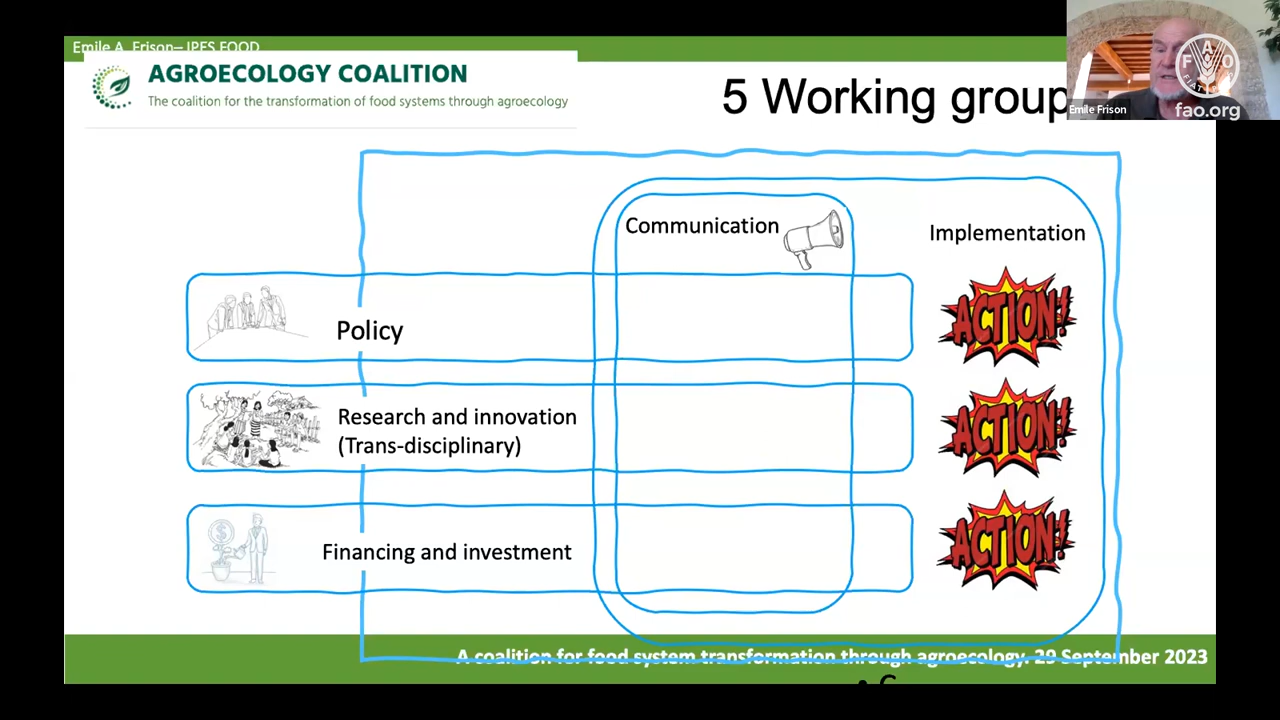 Emile A. Frison– IPES FOOD
AGROECOLOGY COALITION
The coalition for the transformation of food systems through agroecology
5 Working group
Emile Frison
FAO
FIAT
fao.org
Communication
Implementation
Policy
ACTION!
Research and innovation
(Trans-disciplinary)
ACTION!
Financing and investment
ACTION!
A coalition for food system transformation through agroecology. 29 September 2023